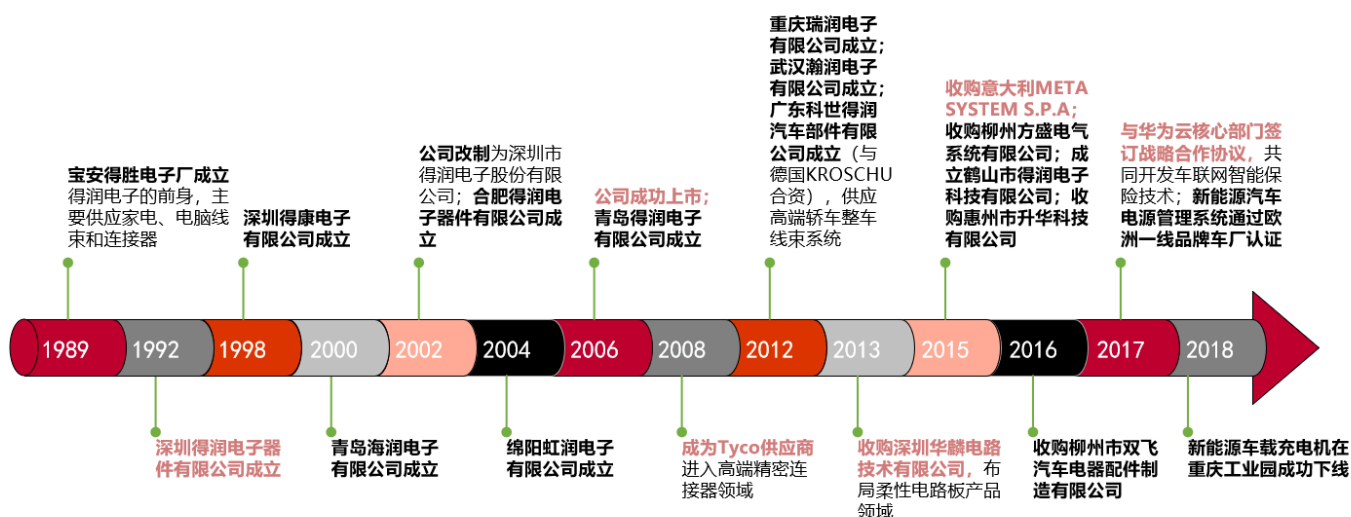 宝安得胜电子厂成立
得润电子的前身，主
要供应家电、电脑线
束和连接器
深圳得康电子
有限公司成立
公司改制为深圳市
得润电子股份有限
公司；合肥得润电
子器件有限公司成
立
公司成功上市；
青岛得润电子
有限公司成立
重庆瑞润电子
有限公司成立；
武汉瀚润电子
有限公司成立；
广东科世得润
汽车部件有限
公司成立（与
德国KROSCHU
合资），供应
高端轿车整车
线束系统
收购意大利META
SYSTEM S.P.A；
收购柳州方盛电气
系统有限公司；成
立鹤山市得润电子
科技有限公司；收
购惠州市升华科技
有限公司
与华为云核心部门签
订战略合作协议，共
同开发车联网智能保
险技术；新能源汽车
电源管理系统通过欧
洲一线品牌车厂认证
1989
1992
1998
2000
2002
2004
2006
2008
2012
2013
2015
2016
2017
2018
深圳得润电子器
件有限公司成立
青岛海润电子
有限公司成立
绵阳虹润电子
有限公司成立
成为Tyco供应商
进入高端精密连
接器领域
收购深圳华麟电路
技术有限公司，布
局柔性电路板产品
领域
收购柳州市双飞
汽车电器配件制
造有限公司
新能源车载充电机在
重庆工业园成功下线